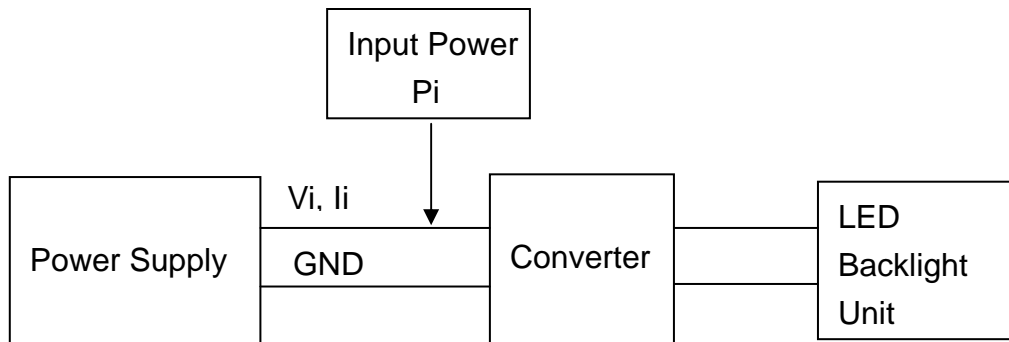 Input Power
Pi
Vi, Ii
Power Supply
GND
Converter
LED
Backlight
Unit